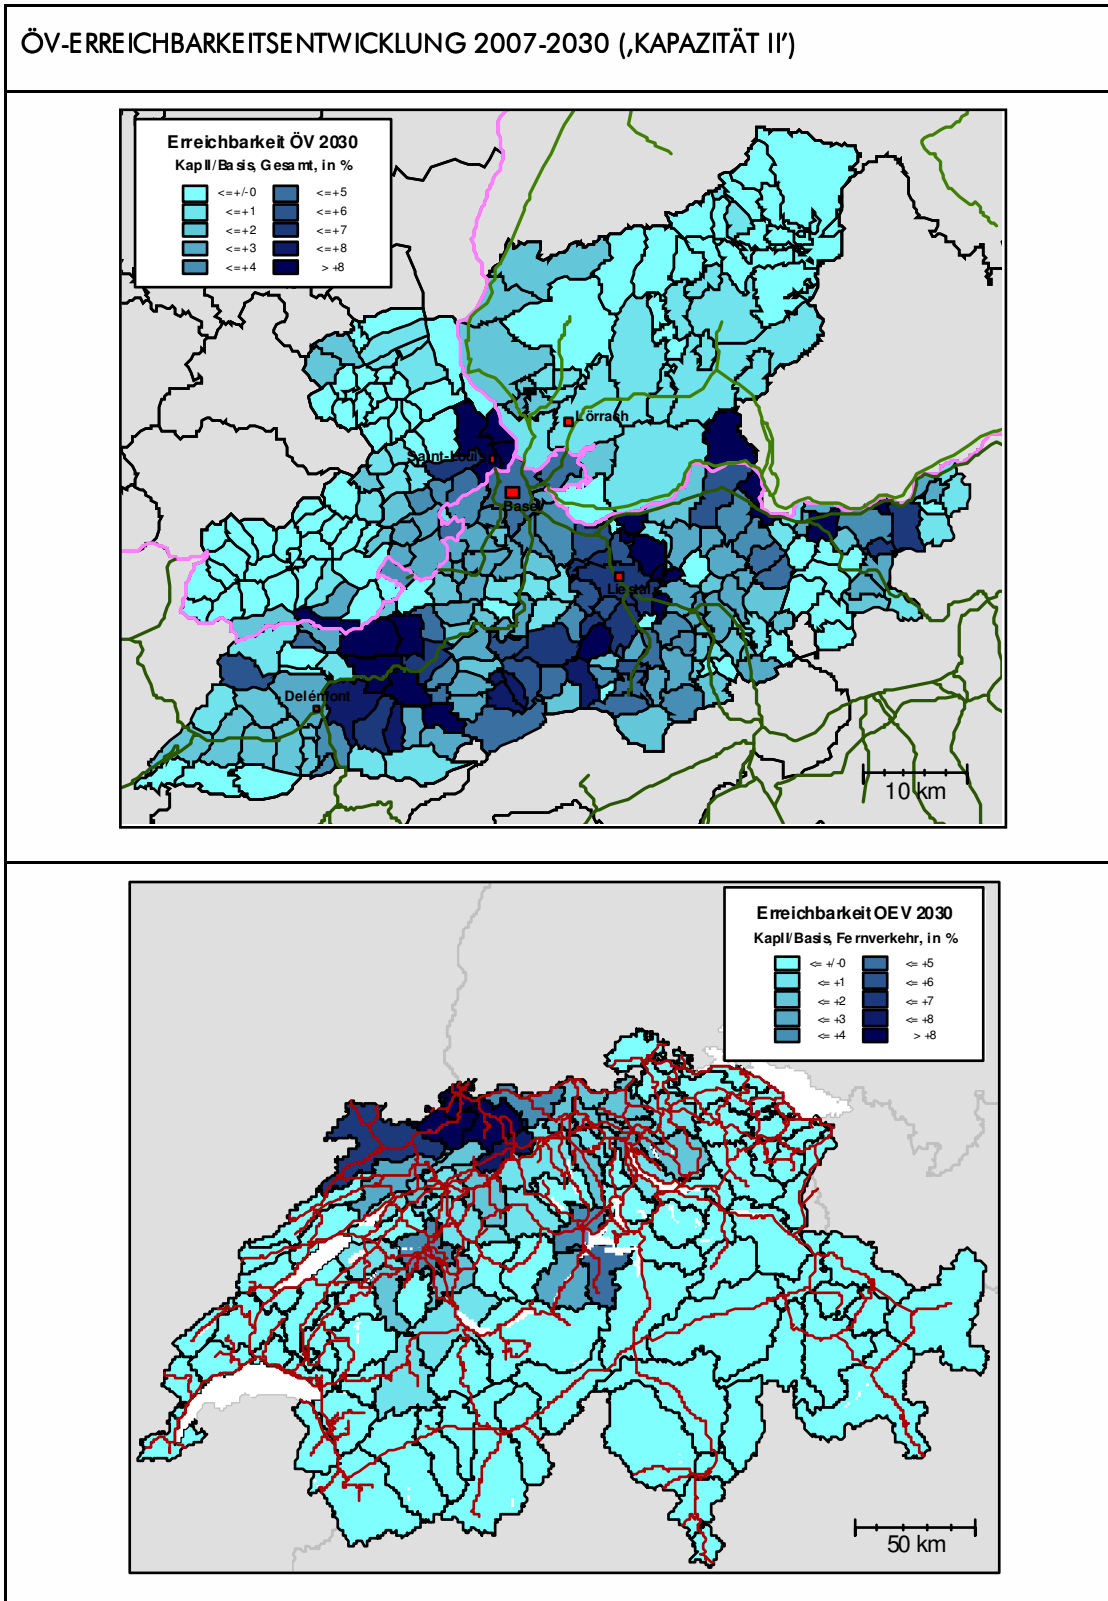 ÖV-ERREICHBARKEITSENTWICKLUNG 2007-2030 (‚KAPAZITÄT II')
Erreichbarkeit ÖV 2030
KapII/Basis, Gesamt, in %
<=+/-0 <=+5
<=+1 <=+6
<=+2 <=+7
<=+3 <=+8
<=+4 > +8
Lörrach
Saint-Louis
Basel
Liestal
Delémont
10 km
Erreichbarkeit OEV 2030
KapII/Basis, Fernverkehr, in %
<= +/-0 <= +5
<= +1 <= +6
<= +2 <= +7
<= +3 <= +8
<= +4 > +8
50 km